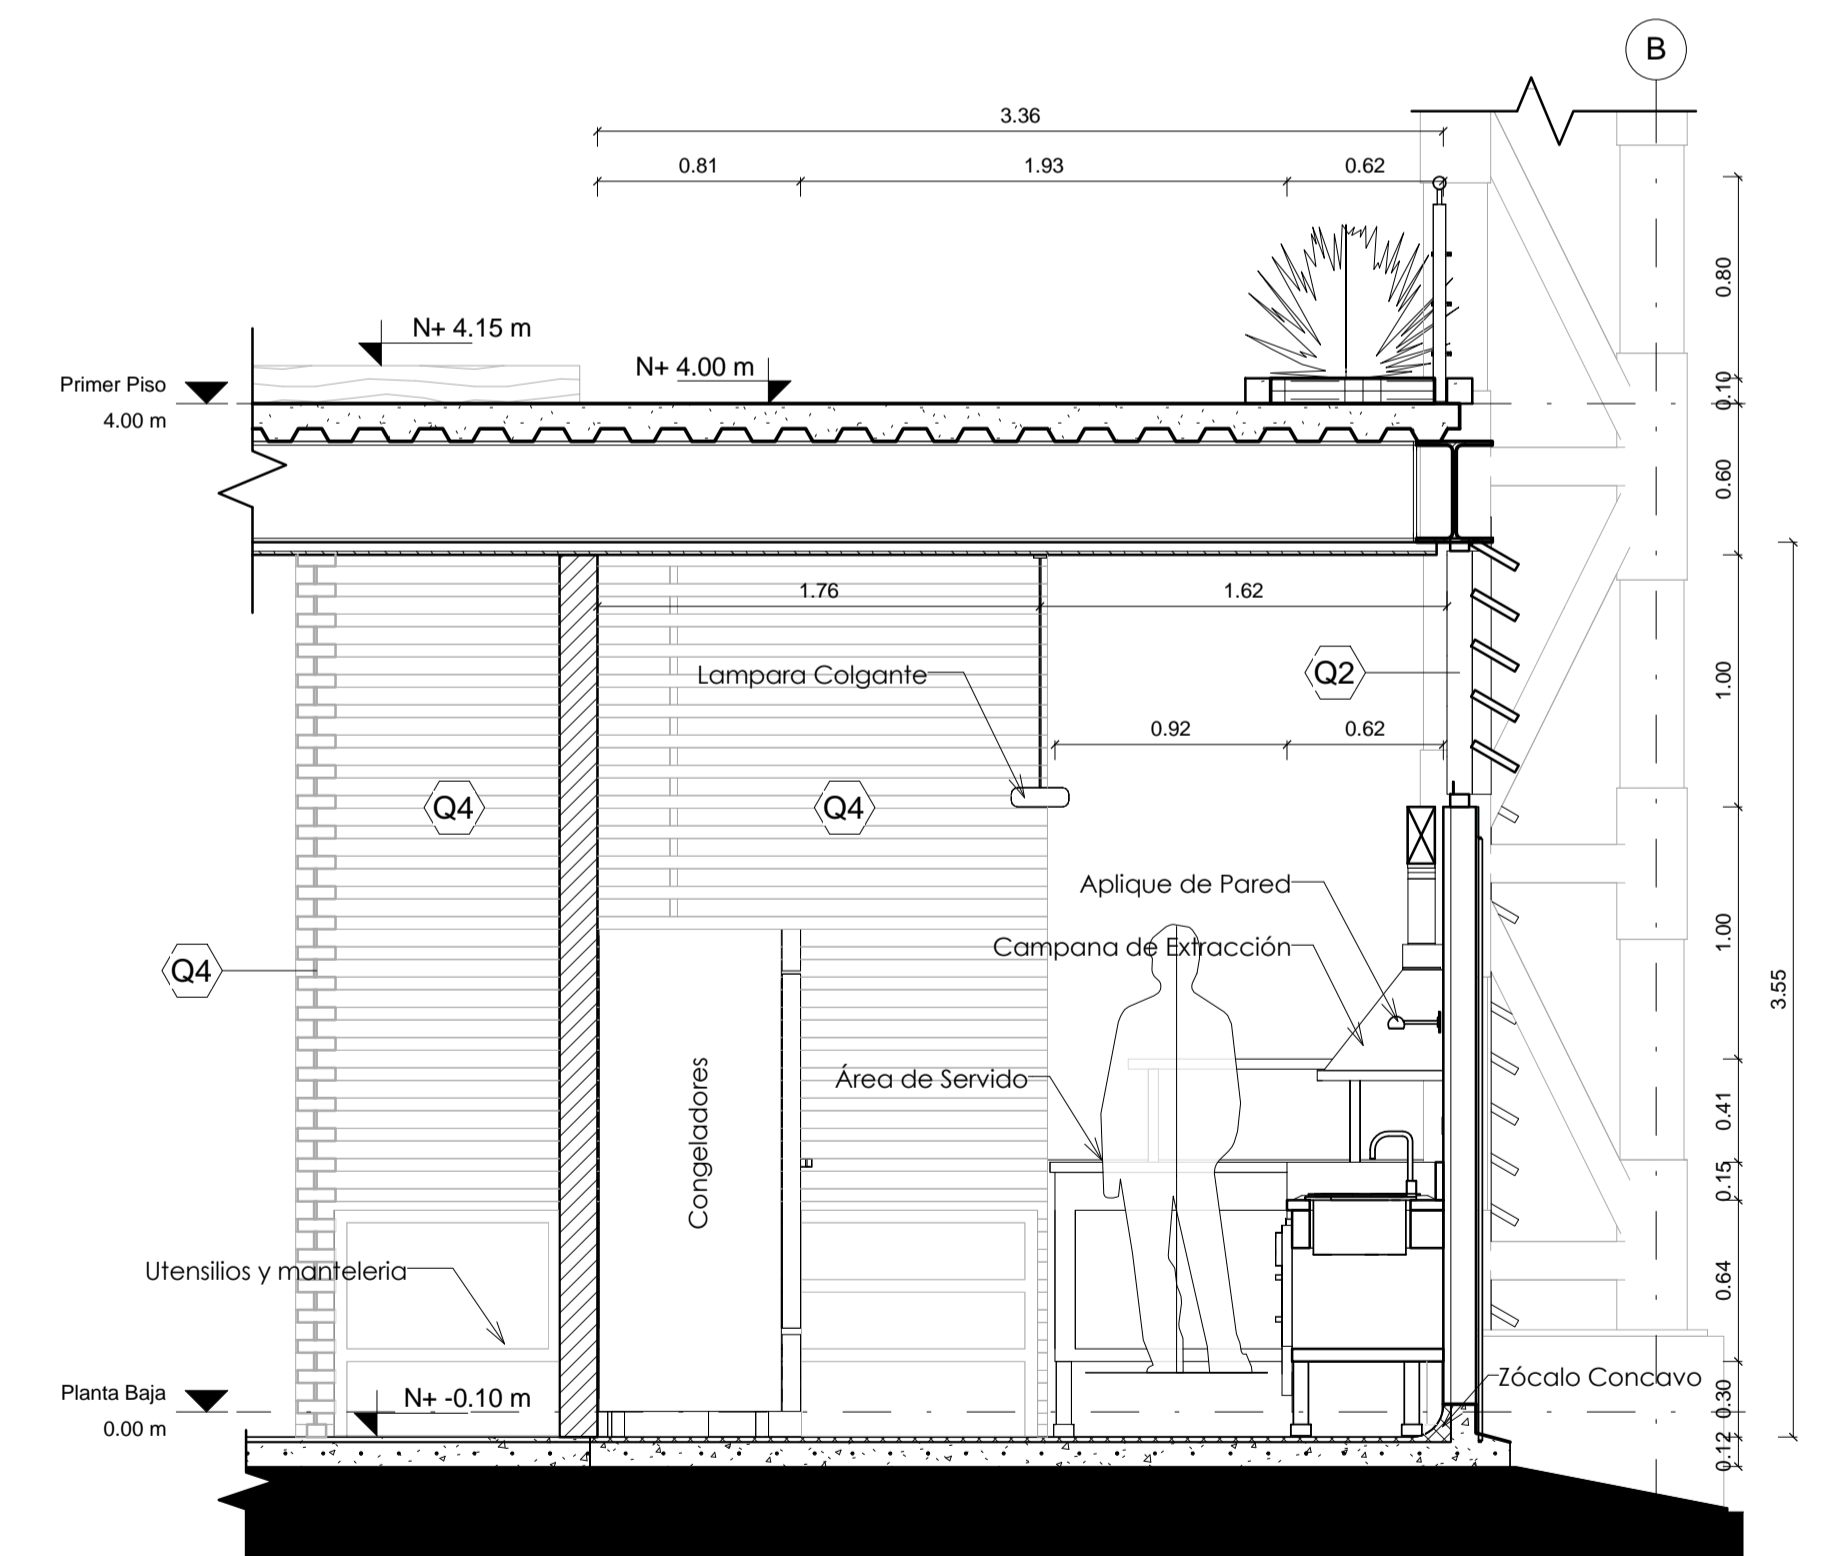 B
3.36
0.81
1.93
0.62
0.80
N+ 4.15 m
N+ 4.00 m
Primer Piso
4.00 m
0.10
0.60
1.76
1.62
Lampara Colgante
Q2
1.00
0.92
0.62
Q4
Q4
Aplique de Pared
Campana de Extracción
1.00
Q4
3.55
Área de Servido
Congeladores
0.41
0.15
Utensilios y manteleria
0.64
Zócalo Concavo
Planta Baja
0.00 m
N+ -0.10 m
0.30
0.12